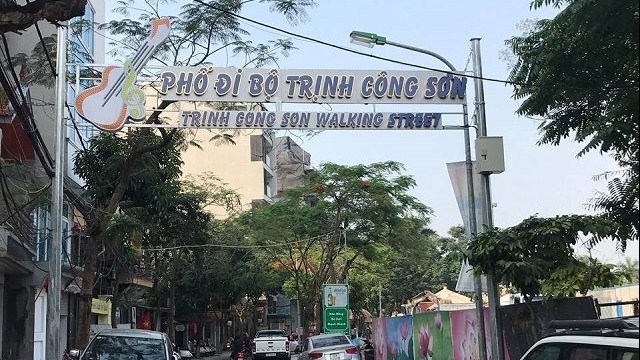 PHỐ ĐI BỘ TRỊNH CÔNG SƠN
TRINH CONG SON WALKING STREET